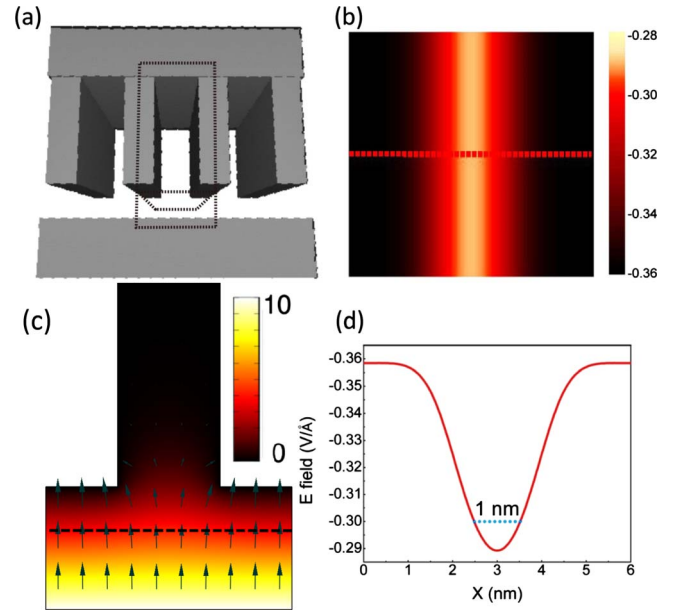 (a)
(b)
-0.28
-0.30
-0.32
-0.34
-0.36
(c)
10
0
(d)
-0.36
-0.35
-0.34
-0.33
-0.32
-0.31
-0.30
-0.29
E field (V/Å)
1 nm
0 1 2 3 4 5 6
X (nm)